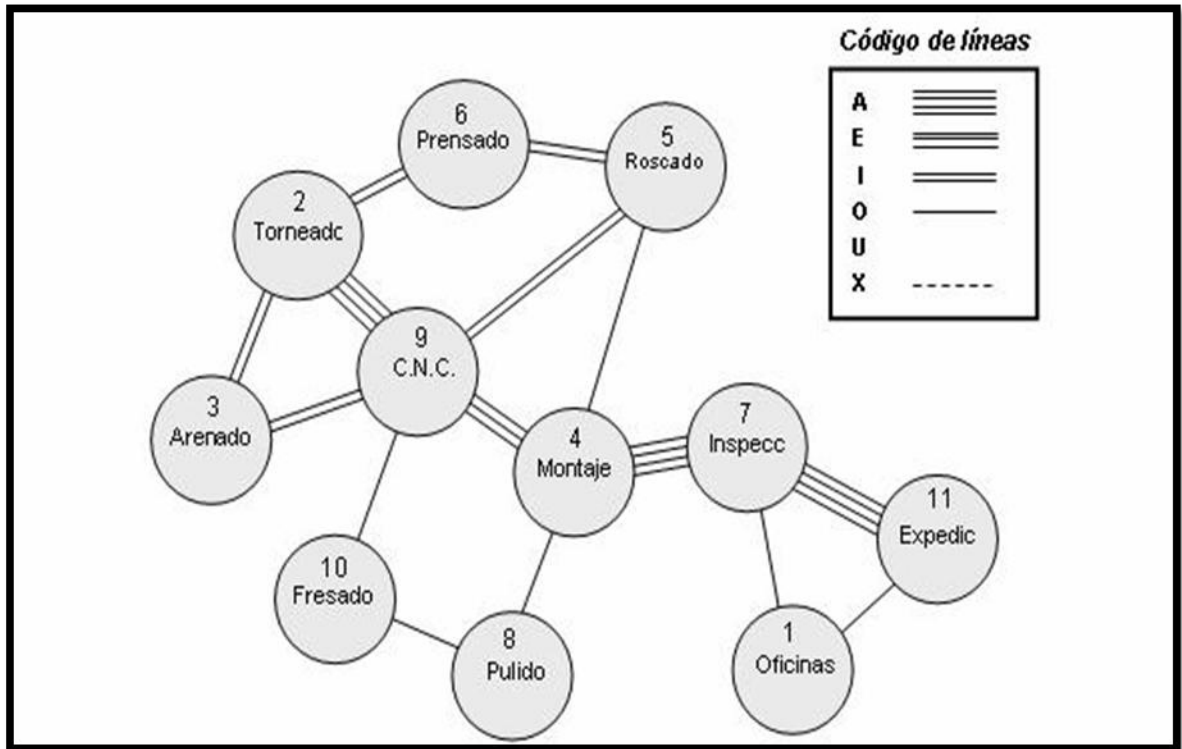 Código de líneas
A
E
I
O
U
X
6
Prensado
5
Roscado
2
Torneadc
9
C.N.C.
3
Arenado
4
Montaje
7
Inspecc
11
Expedic
10
Fresado
8
Pulido
1
Oficinas